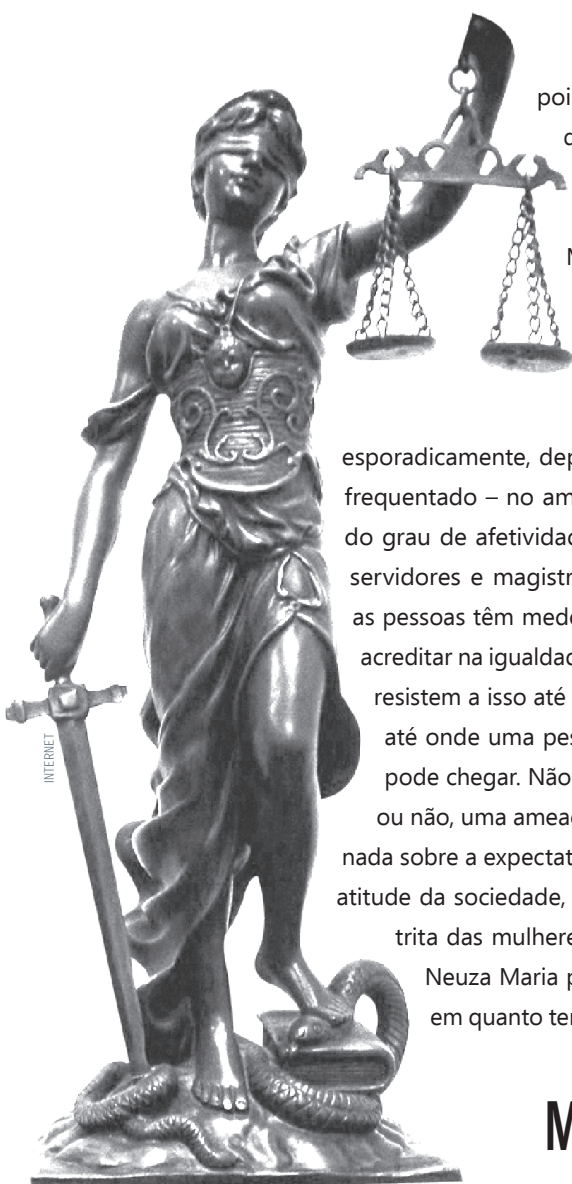 poi
esporadicamente, dep
frequentado – no am
do grau de afetividad
servidores e magistr
as pessoas têm medo
acreditar na igualdad
resistem a isso até
até onde uma pes
pode chegar. Não
ou não, uma ameaç
nada sobre a expectat
atitude da sociedade,
trita das mulhere
Neuza Maria p
em quanto ter
M
INTERNET